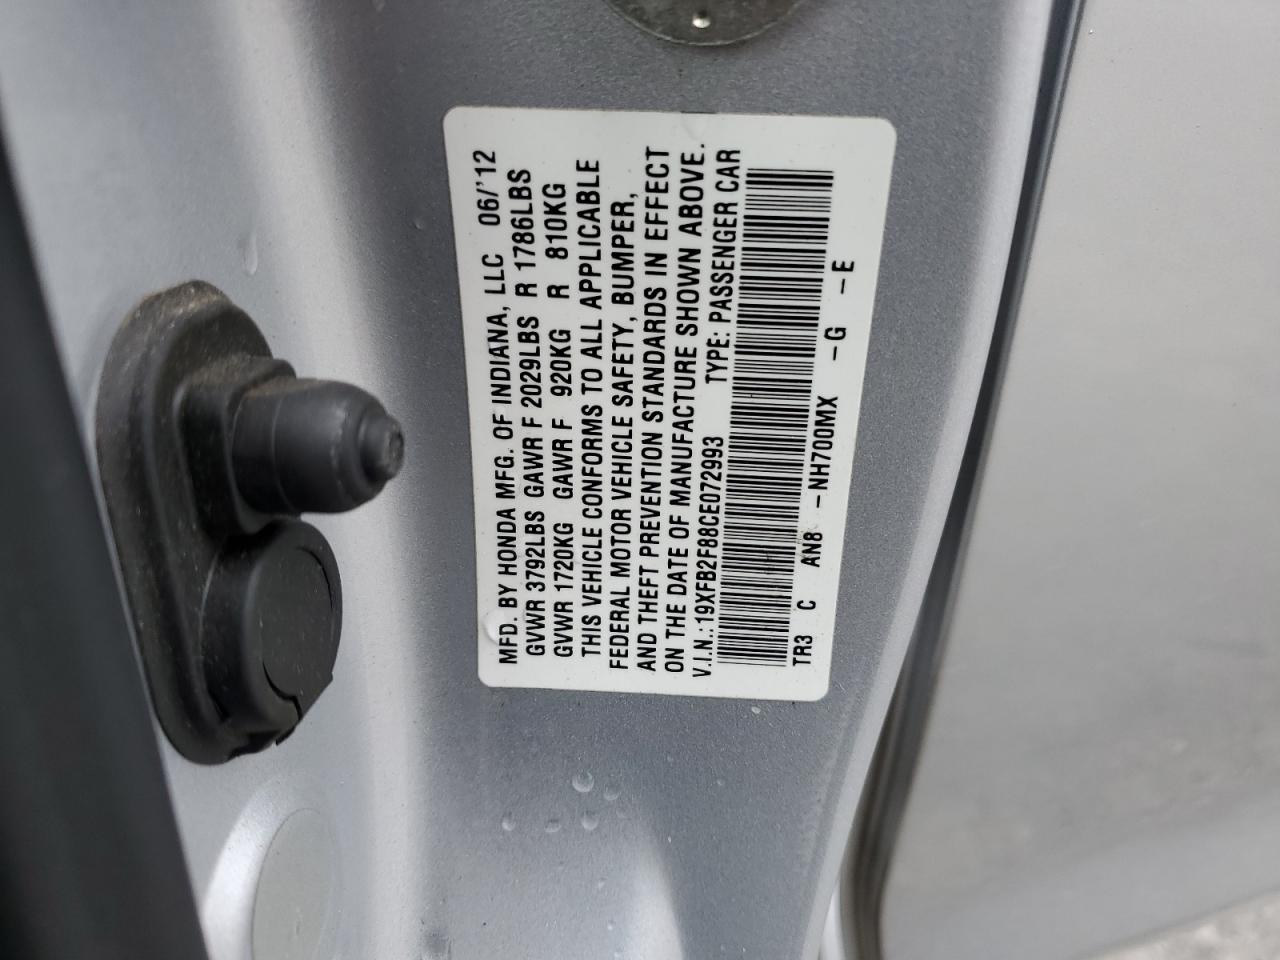 MFD. BY HONDA MFG. OF INDIANA, LLC 06/'12
GVWR 3792LBS GAWR F 2029LBS R 1786LBS
GVWR 1720KG GAWR F 920KG R 810KG
THIS VEHICLE CONFORMS TO ALL APPLICABLE
FEDERAL MOTOR VEHICLE SAFETY, BUMPER,
AND THEFT PREVENTION STANDARDS IN EFFECT
ON THE DATE OF MANUFACTURE SHOWN ABOVE.
V.I.N.:19XFB2F88CE072993 TYPE: PASSENGER CAR
TR3 C AN8 -NH700MX -G -E